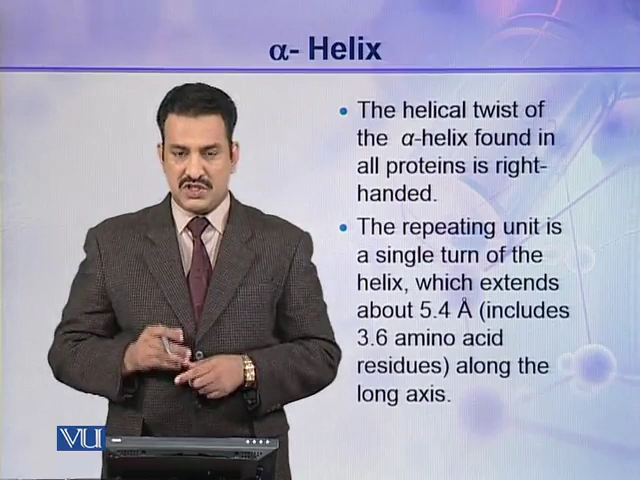 α- Helix
• The helical twist of
the α-helix found in
all proteins is right-
handed.
• The repeating unit is
a single turn of the
helix, which extends
about 5.4 Å (includes
3.6 amino acid
residues) along the
long axis.
VU